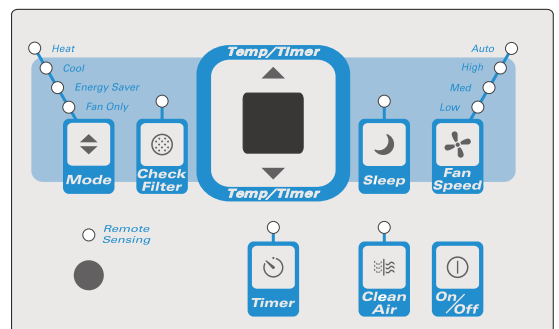 Heat
Cool
Energy Saver
Fan Only
Mode
Check
Filter
Temp/Timer
Temp/Timer
Sleep
Auto
High
Med
Low
Fan
Speed
Remote
Sensing
Timer
Clean
Air
On/Off